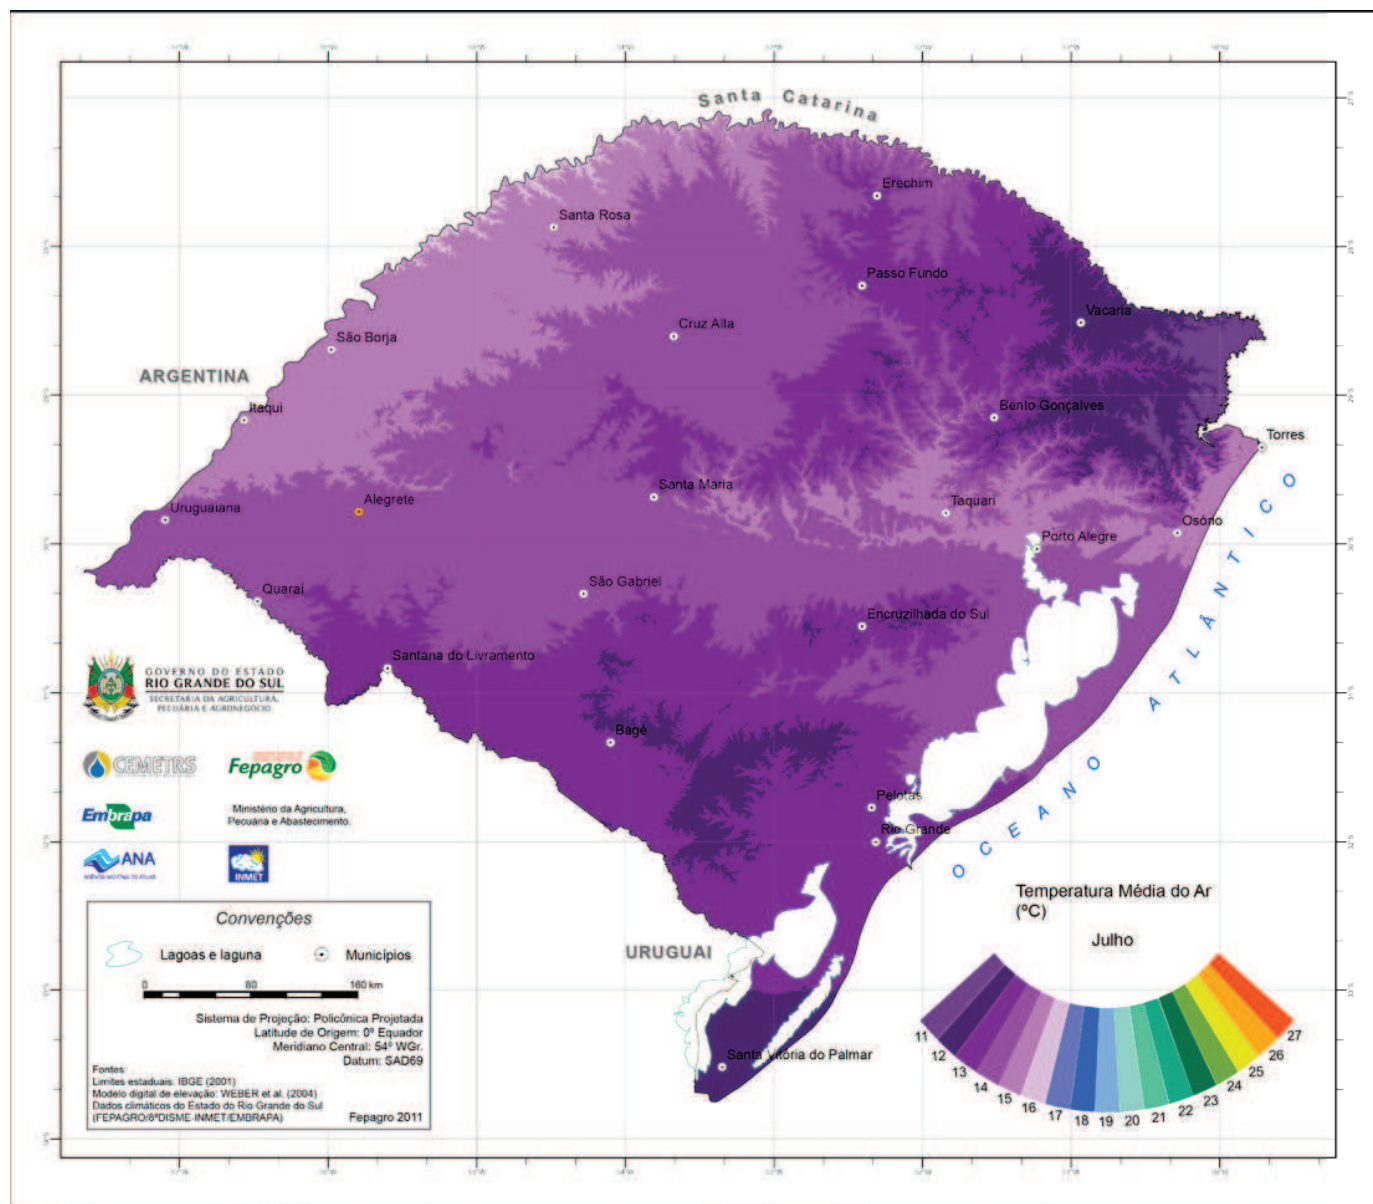 Santa Catarina
27°S
Erechim
Santa Rosa
Passo Fundo
Vacaria
Cruz Alta
São Borja
ARGENTINA
Itaqui
Bento Gonçalves
Torres
Santa Maria
Alegrete
Uruguaiana
Taquari
Osório
Porto Alegre
Quaraí
São Gabriel
Encruzilhada do Sul
Santana do Livramento
Bagé
Pelotas
Rio Grande
OCEANO ATLÂNTICO
URUGUAI
Santa Vitória do Palmar
GOVERNO DO ESTADO
RIO GRANDE DO SUL
SECRETARIA DA AGRICULTURA,
PECUÁRIA E AGRONEGÓCIO
CEMETRS
Fepagro
Embrapa
Ministério da Agricultura,
Pecuária e Abastecimento.
ANA
AGÊNCIA NACIONAL DE ÁGUAS
INMET
Convenções
Lagoas e laguna
Municípios
0 80 160 km
Sistema de Projeção: Policônica Projetada
Latitude de Origem: 0º Equador
Meridiano Central: 54º WGr.
Datum: SAD69
Fontes:
Limites estaduais: IBGE (2001)
Modelo digital de elevação: WEBER et al. (2004)
Dados climáticos do Estado do Rio Grande do Sul
(FEPAGRO/8ºDISME-INMET/EMBRAPA)
Fepagro 2011
Temperatura Média do Ar
(ºC)
Julho
11 12 13 14 15 16 17 18 19 20 21 22 23 24 25 26 27